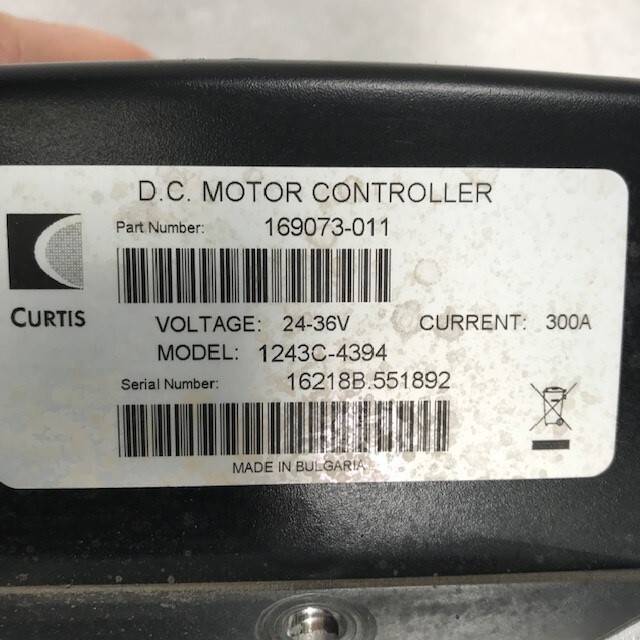 D.C. MOTOR CONTROLLER
Part Number: 169073-011
CURTIS
VOLTAGE: 24-36V CURRENT: 300A
MODEL: 1243C-4394
Serial Number: 16218B.551892
MADE IN BULGARIA